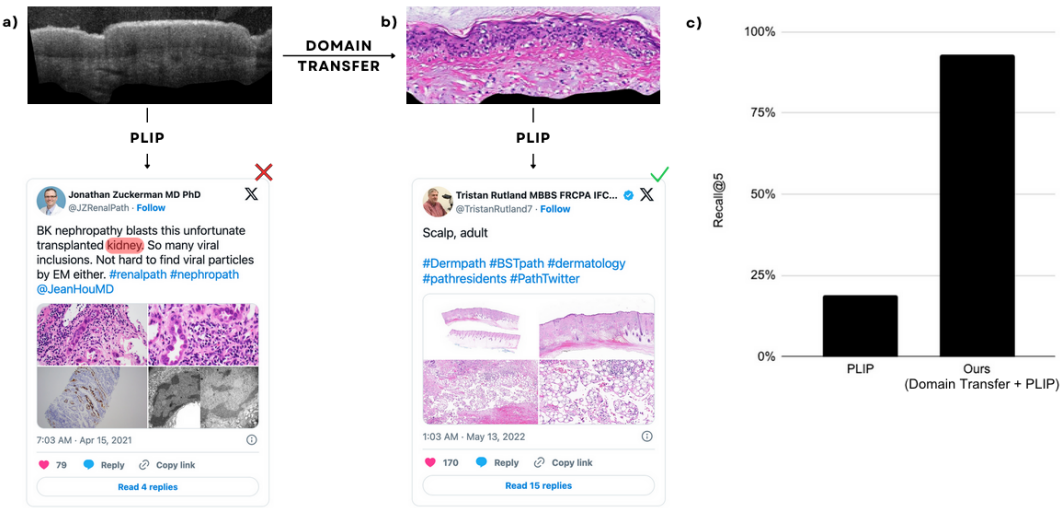 a)
DOMAIN
TRANSFER
PLIP
Jonathan Zuckerman MD PhD
@JZRenalPath · Follow
BK nephropathy blasts this unfortunate
transplanted kidney. So many viral
inclusions. Not hard to find viral particles
by EM either. #renalpath #nephropath
@JeanHouMD
7:03 AM · Apr 15, 2021
79 Reply Copy link
Read 4 replies
b)
PLIP
Tristan Rutland MBBS FRCPA IFC...
@TristanRutland7 · Follow
Scalp, adult
#Dermpath #BSTpath #dermatology
#pathresidents #PathTwitter
1:03 AM · May 13, 2022
170 Reply Copy link
Read 15 replies
c)
Recall@5
100%
75%
50%
25%
0%
PLIP
Ours
(Domain Transfer + PLIP)